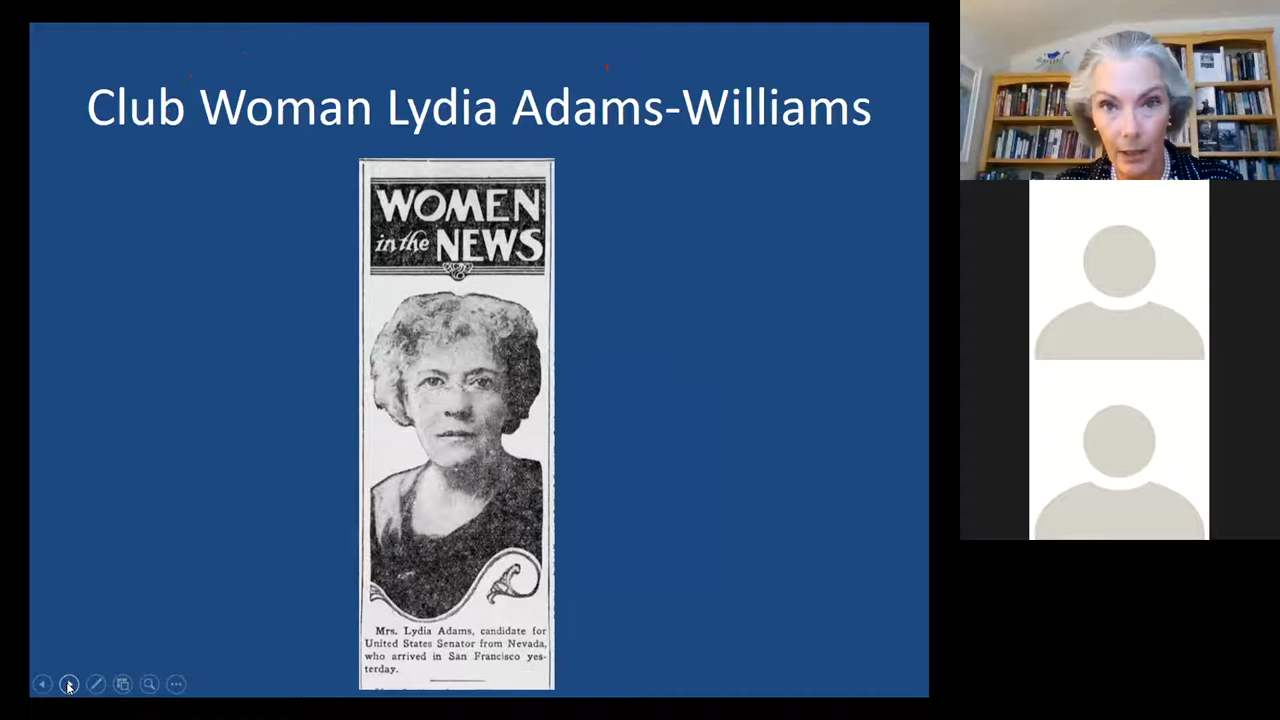 Club Woman Lydia Adams-Williams
WOMEN
in the NEWS
Mrs. Lydia Adams, candidate for
United States Senator from Nevada,
who arrived in San Francisco yes-
terday.